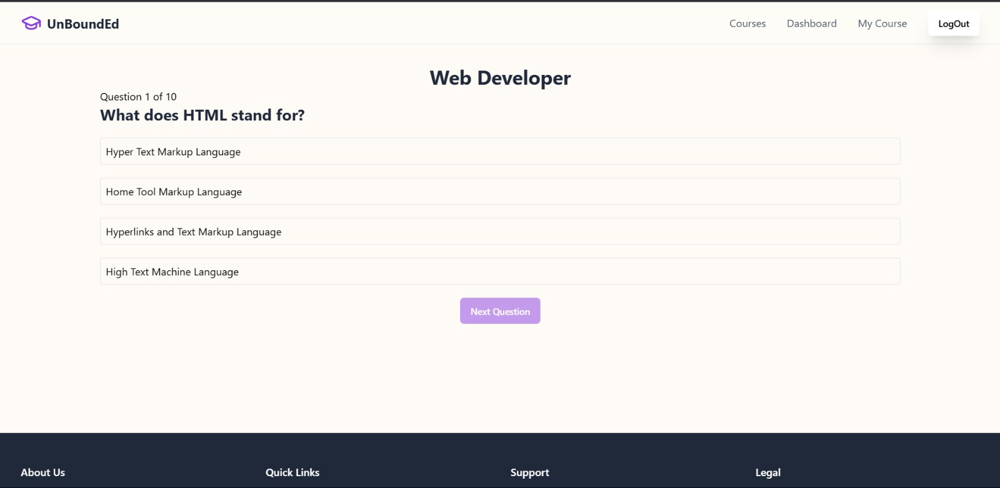 UnBoundEd
Courses Dashboard My Course LogOut
Web Developer
Question 1 of 10
What does HTML stand for?
Hyper Text Markup Language
Home Tool Markup Language
Hyperlinks and Text Markup Language
High Text Machine Language
Next Question
About Us Quick Links Support Legal